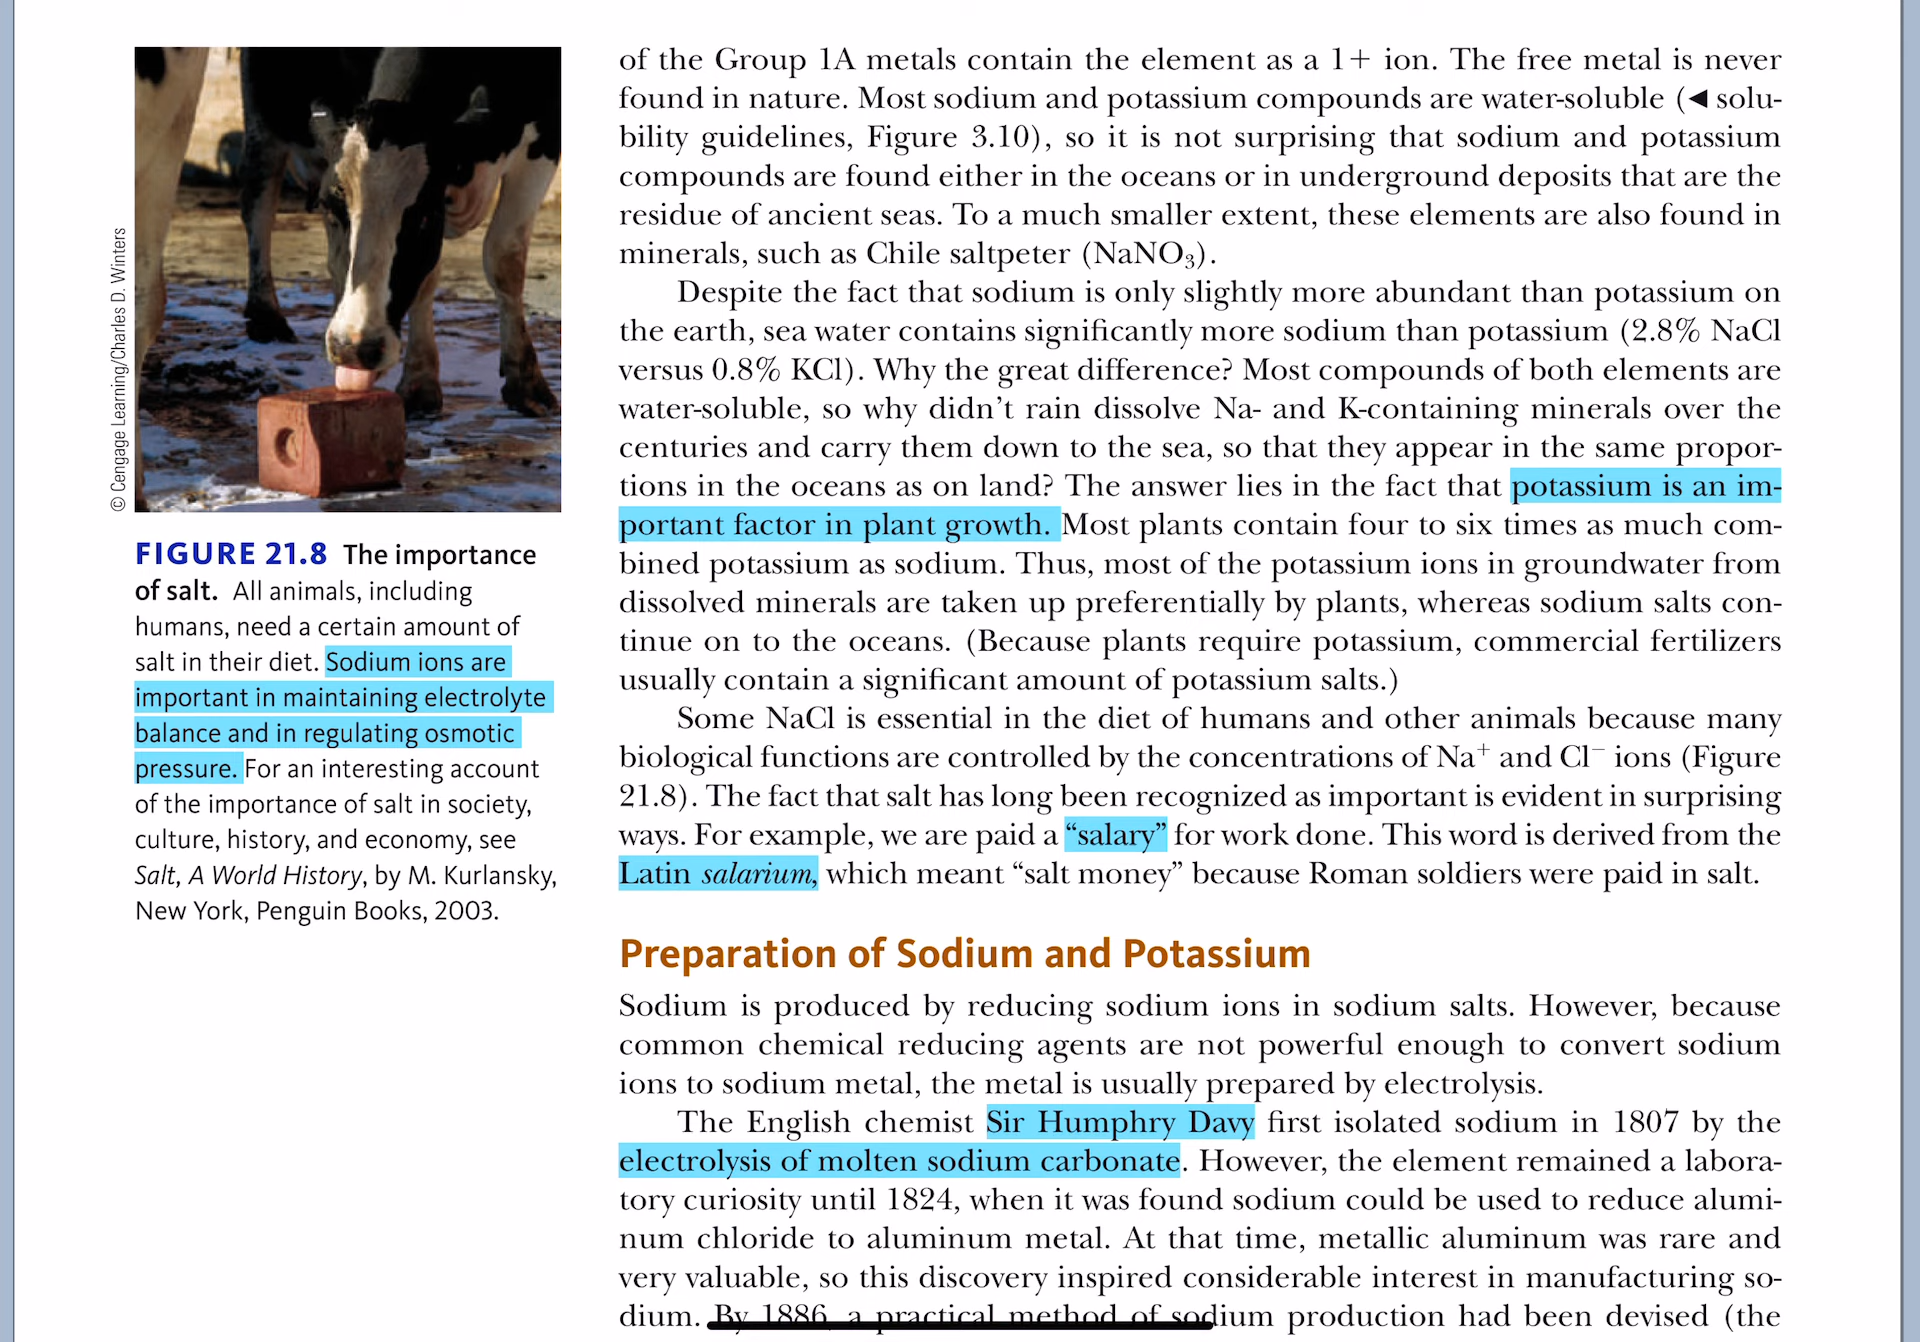 © Cengage Learning/Charles D. Winters
FIGURE 21.8 The importance
of salt. All animals, including
humans, need a certain amount of
salt in their diet. Sodium ions are
important in maintaining electrolyte
balance and in regulating osmotic
pressure. For an interesting account
of the importance of salt in society,
culture, history, and economy, see
Salt, A World History, by M. Kurlansky,
New York, Penguin Books, 2003.
of the Group 1A metals contain the element as a 1+ ion. The free metal is never
found in nature. Most sodium and potassium compounds are water-soluble (◀ solu-
bility guidelines, Figure 3.10), so it is not surprising that sodium and potassium
compounds are found either in the oceans or in underground deposits that are the
residue of ancient seas. To a much smaller extent, these elements are also found in
minerals, such as Chile saltpeter (NaNO₃).
Despite the fact that sodium is only slightly more abundant than potassium on
the earth, sea water contains significantly more sodium than potassium (2.8% NaCl
versus 0.8% KCl). Why the great difference? Most compounds of both elements are
water-soluble, so why didn’t rain dissolve Na- and K-containing minerals over the
centuries and carry them down to the sea, so that they appear in the same propor-
tions in the oceans as on land? The answer lies in the fact that potassium is an im-
portant factor in plant growth. Most plants contain four to six times as much com-
bined potassium as sodium. Thus, most of the potassium ions in groundwater from
dissolved minerals are taken up preferentially by plants, whereas sodium salts con-
tinue on to the oceans. (Because plants require potassium, commercial fertilizers
usually contain a significant amount of potassium salts.)
Some NaCl is essential in the diet of humans and other animals because many
biological functions are controlled by the concentrations of Na⁺ and Cl⁻ ions (Figure
21.8). The fact that salt has long been recognized as important is evident in surprising
ways. For example, we are paid a “salary” for work done. This word is derived from the
Latin salarium, which meant “salt money” because Roman soldiers were paid in salt.
Preparation of Sodium and Potassium
Sodium is produced by reducing sodium ions in sodium salts. However, because
common chemical reducing agents are not powerful enough to convert sodium
ions to sodium metal, the metal is usually prepared by electrolysis.
The English chemist Sir Humphry Davy first isolated sodium in 1807 by the
electrolysis of molten sodium carbonate. However, the element remained a labora-
tory curiosity until 1824, when it was found sodium could be used to reduce alumi-
num chloride to aluminum metal. At that time, metallic aluminum was rare and
very valuable, so this discovery inspired considerable interest in manufacturing so-
dium. By 1886, a practical method of sodium production had been devised (the